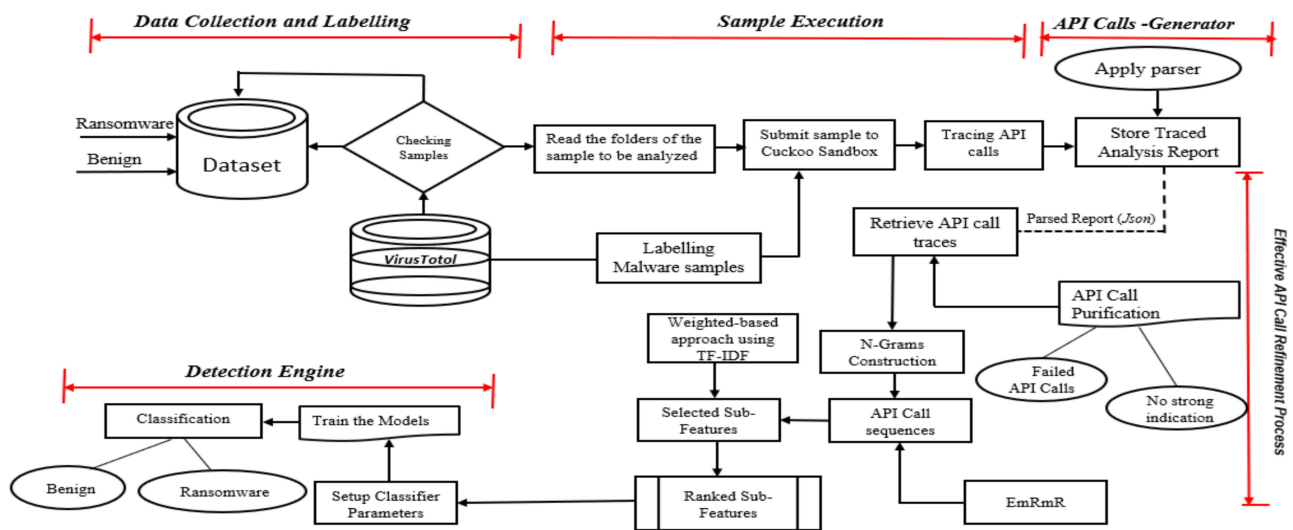 Data Collection and Labelling
Sample Execution
API Calls -Generator
Apply parser
Ransomware
Benign
Dataset
Checking
Samples
Read the folders of the
sample to be analyzed
Submit sample to
Cuckoo Sandbox
Tracing API
calls
Store Traced
Analysis Report
VirusTotol
Labelling
Malware samples
Retrieve API call
traces
Parsed Report (Json)
API Call
Purification
Failed
API Calls
No strong
indication
Effective API Call Refinement Process
Weighted-based
approach using
TF-IDF
N-Grams
Construction
Selected Sub-
Features
API Call
sequences
EmRmR
Ranked Sub-
Features
Detection Engine
Classification
Train the Models
Benign
Ransomware
Setup Classifier
Parameters